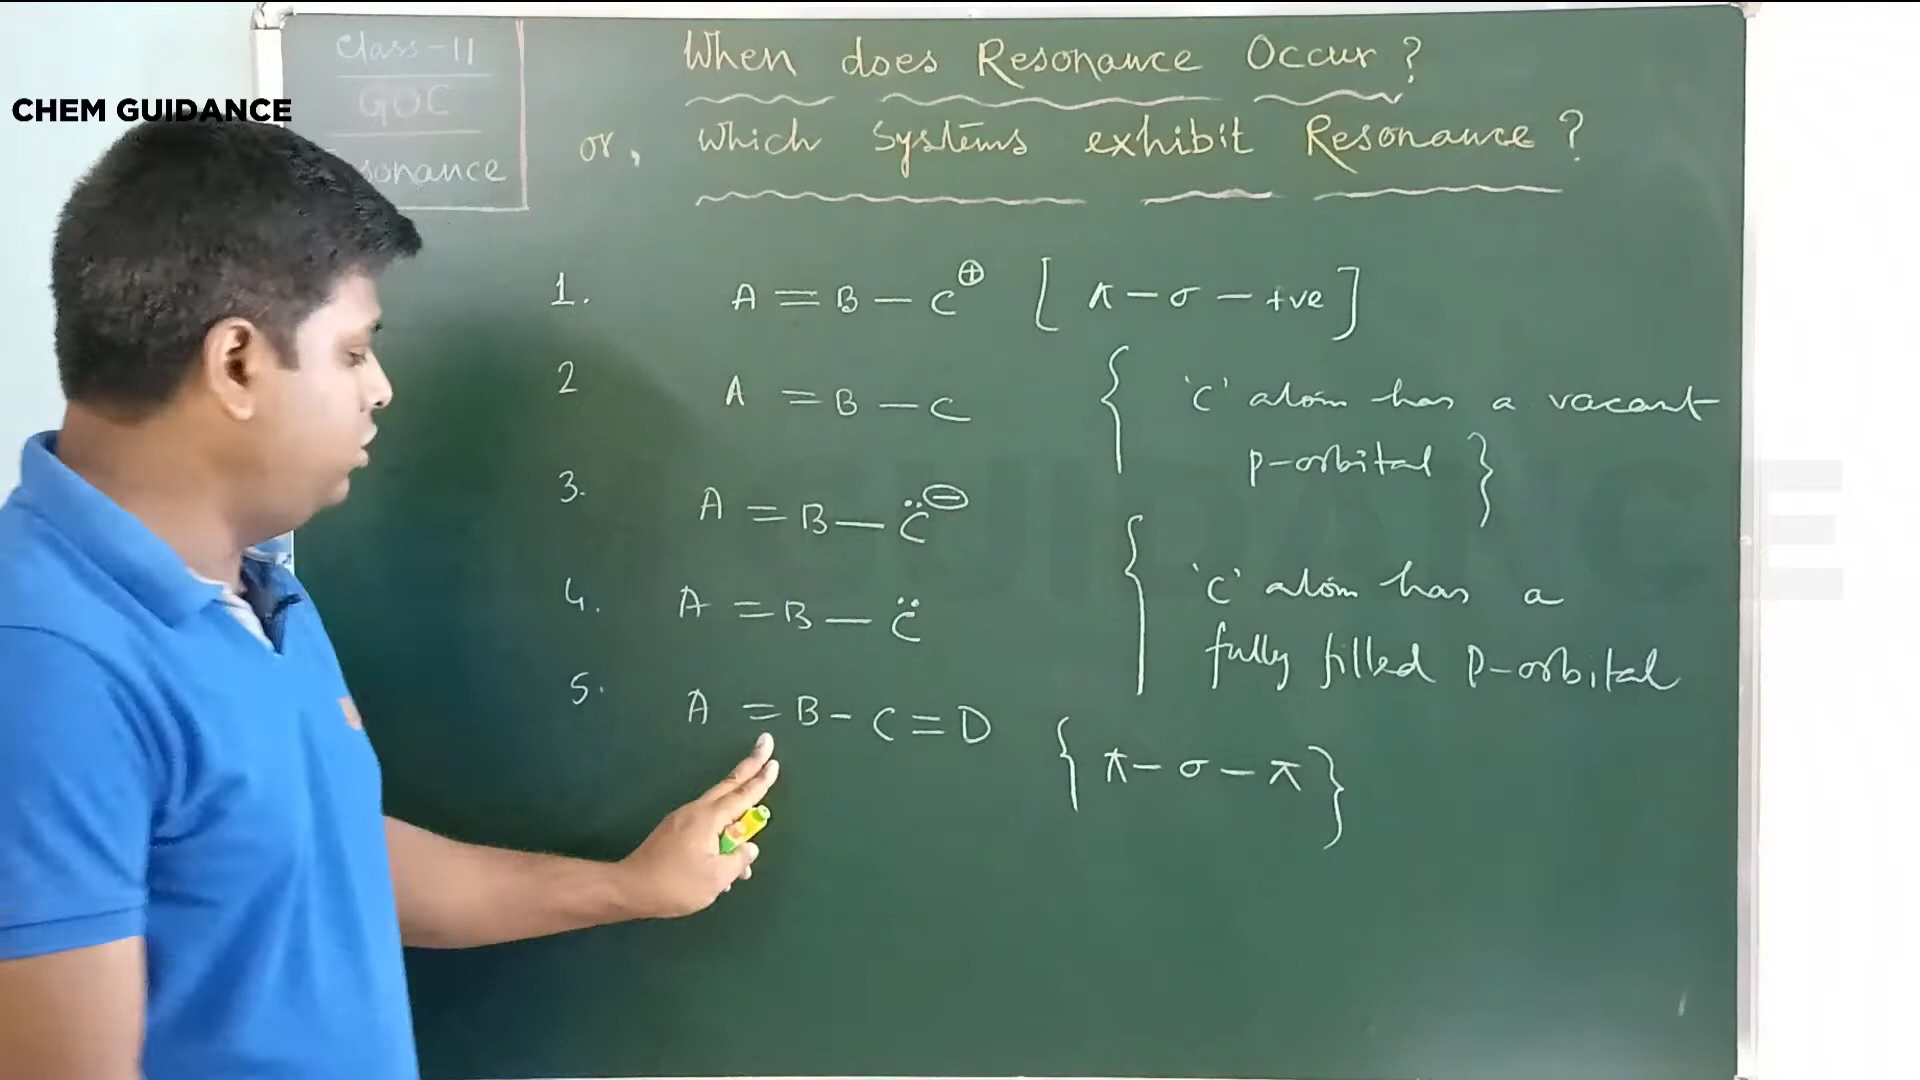 Class-11
GOC
sonance
CHEM GUIDANCE
When does Resonance Occur?
or, which systems exhibit Resonance?
1. A = B — C⊕ [ π — σ — +ve ]
2 A = B — C { 'C' atom has a vacant
p-orbital }
3. A = B — C̈⊖
4. A = B — C̈ { 'C' atom has a
fully filled p-orbital
5. A = B - C = D { π — σ — π }
GUIDANCE